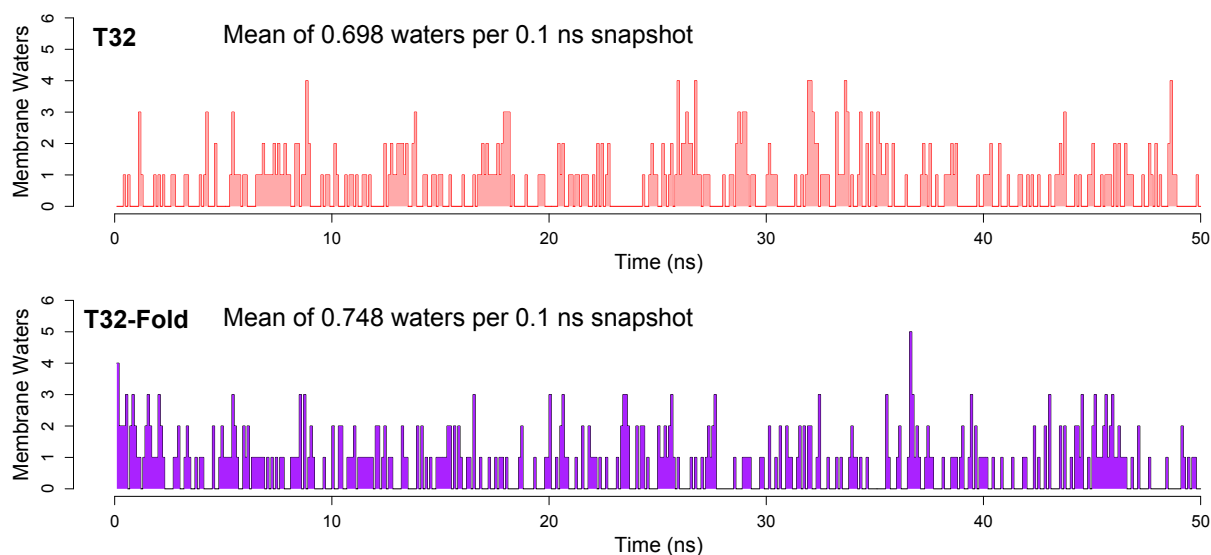 T32 Mean of 0.698 waters per 0.1 ns snapshot
Membrane Waters
6
5
4
3
2
1
0
0 10 20 30 40 50
Time (ns)
T32-Fold Mean of 0.748 waters per 0.1 ns snapshot
Membrane Waters
6
5
4
3
2
1
0
0 10 20 30 40 50
Time (ns)